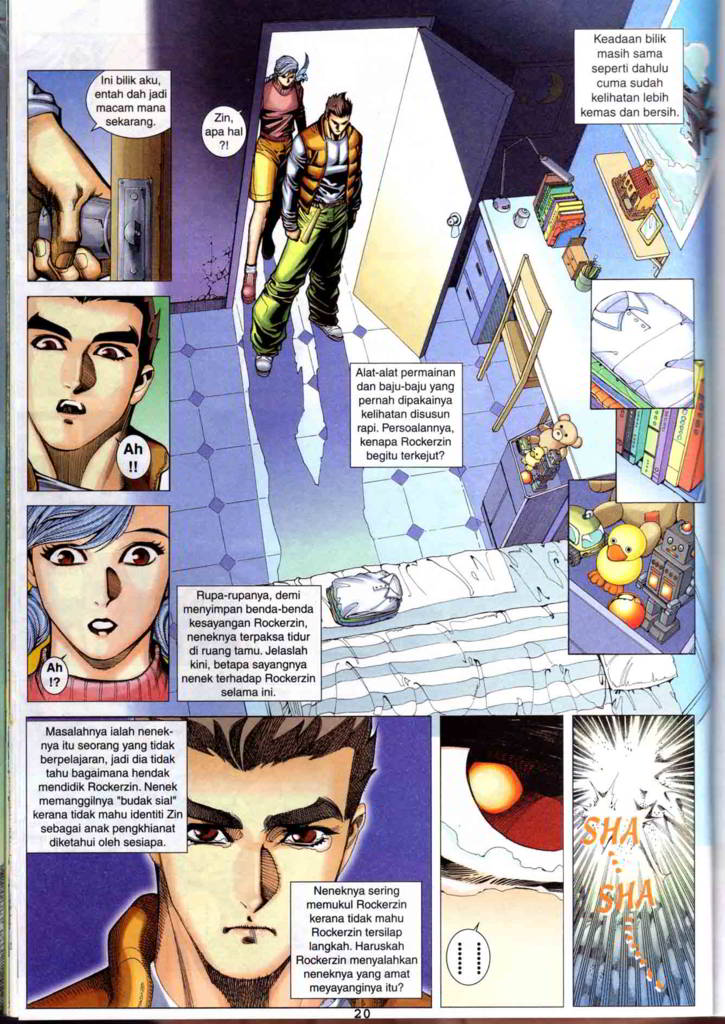 Ini bilik aku,
entah dah jadi
macam mana
sekarang.
Zin,
apa hal
?!
Keadaan bilik
masih sama
seperti dahulu
cuma sudah
kelihatan lebih
kemas dan bersih.
Ah
!!
Alat-alat permainan
dan baju-baju yang
pernah dipakainya
kelihatan disusun
rapi. Persoalannya,
kenapa Rockerzin
begitu terkejut?
Ah
!?
Rupa-rupanya, demi
menyimpan benda-benda
kesayangan Rockerzin,
neneknya terpaksa tidur
di ruang tamu. Jelaslah
kini, betapa sayangnya
nenek terhadap Rockerzin
selama ini.
Masalahnya ialah nenek-
nya itu seorang yang tidak
berpelajaran, jadi dia tidak
tahu bagaimana hendak
mendidik Rockerzin. Nenek
memanggilnya "budak sial"
kerana tidak mahu identiti Zin
sebagai anak pengkhianat
diketahui oleh sesiapa.
Neneknya sering
memukul Rockerzin
kerana tidak mahu
Rockerzin tersilap
langkah. Haruskah
Rockerzin menyalahkan
neneknya yang amat
meyayanginya itu?
......
SHA
SHA
20